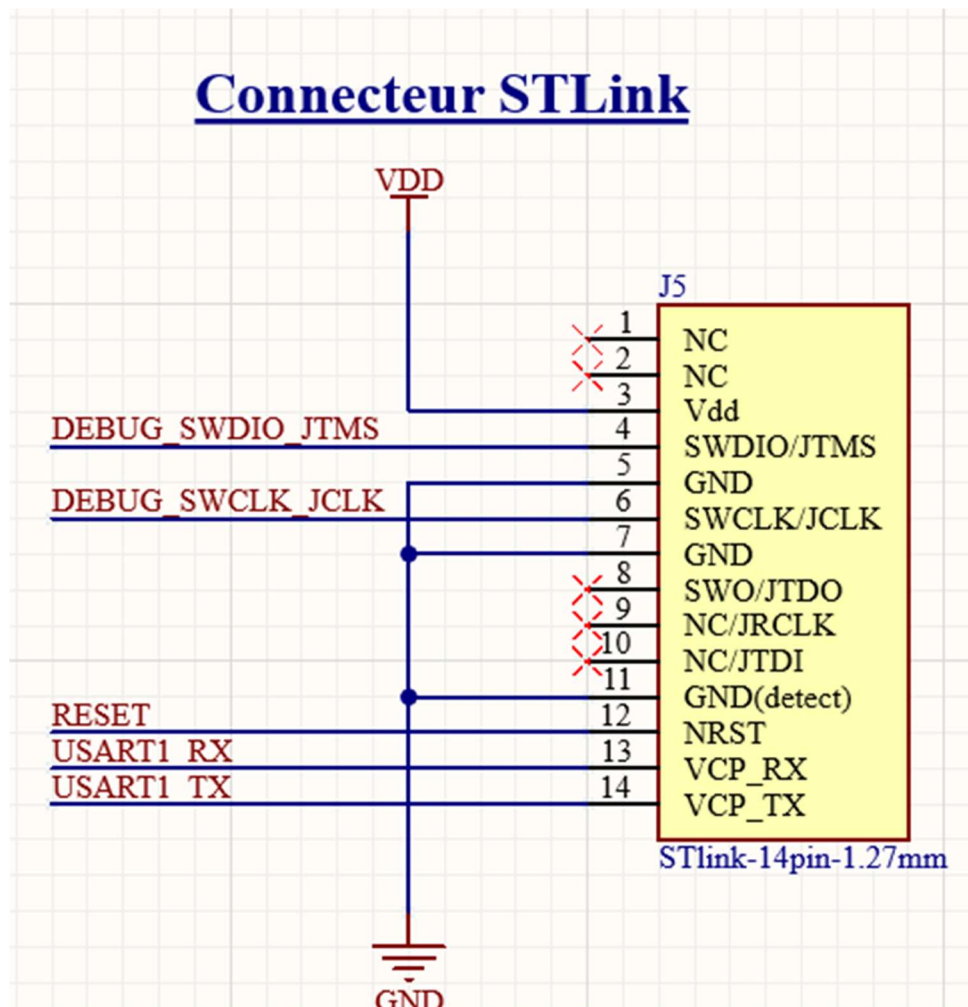 Connecteur STLink
VDD
J5
1 NC
2 NC
3 Vdd
DEBUG_SWDIO_JTMS 4 SWDIO/JTMS
5 GND
DEBUG_SWCLK_JCLK 6 SWCLK/JCLK
7 GND
8 SWO/JTDO
9 NC/JRCLK
10 NC/JTDI
11 GND(detect)
RESET 12 NRST
USART1_RX 13 VCP_RX
USART1_TX 14 VCP_TX
STlink-14pin-1.27mm
GND